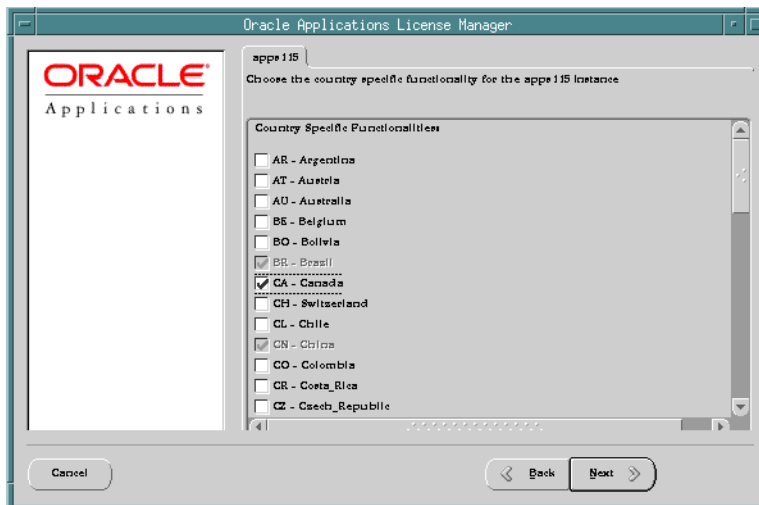 Oracle Applications License Manager
ORACLE
Applications
apps115
Choose the country specific functionality for the apps115 instance
Country Specific Functionalities
AR - Argentina
AT - Austria
AU - Australia
BE - Belgium
BO - Bolivia
BR - Brazil
CA - Canada
CH - Switzerland
CL - Chile
CN - China
CO - Colombia
CR - Costa_Rica
CZ - Czech_Republic
Cancel
Back
Next